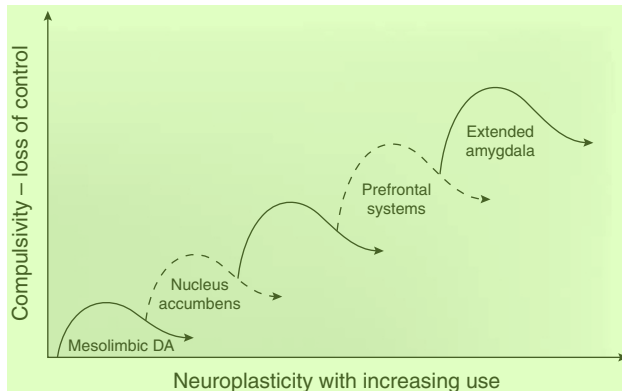 Compulsivity – loss of control
Extended
amygdala
Prefrontal
systems
Nucleus
accumbens
Mesolimbic DA
Neuroplasticity with increasing use